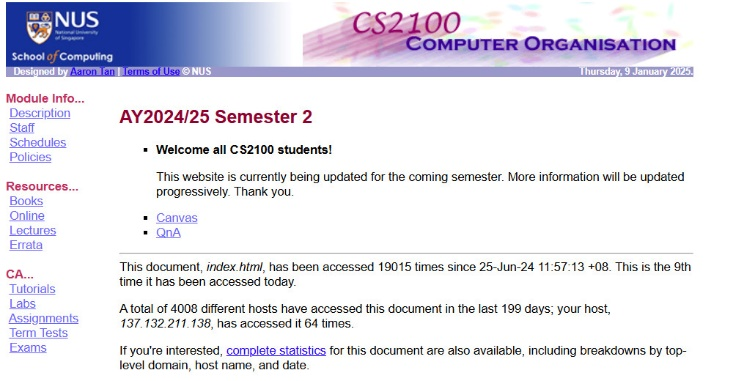 NUS
National University
of Singapore
School of Computing
CS2100
COMPUTER ORGANISATION
Designed by Aaron Tan | Terms of Use © NUS
Thursday, 9 January 2025.
Module Info...
Description
Staff
Schedules
Policies
Resources...
Books
Online
Lectures
Errata
CA...
Tutorials
Labs
Assignments
Term Tests
Exams
AY2024/25 Semester 2
Welcome all CS2100 students!
This website is currently being updated for the coming semester. More information will be updated
progressively. Thank you.
Canvas
QnA
This document, index.html, has been accessed 19015 times since 25-Jun-24 11:57:13 +08. This is the 9th
time it has been accessed today.
A total of 4008 different hosts have accessed this document in the last 199 days; your host,
137.132.211.138, has accessed it 64 times.
If you're interested, complete statistics for this document are also available, including breakdowns by top-
level domain, host name, and date.